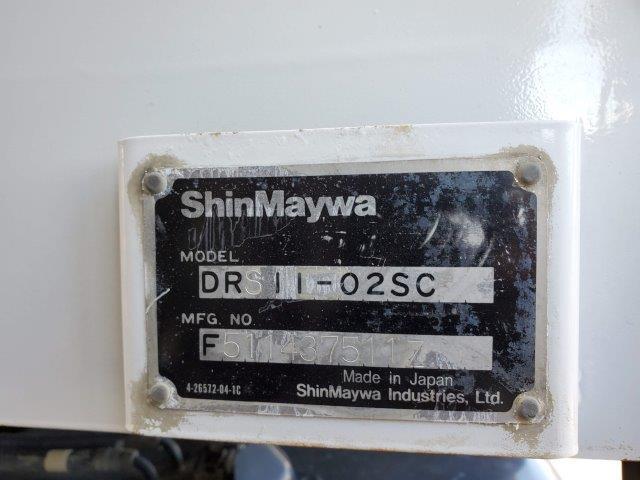 ShinMaywa
MODEL
DRS11-02SC
MFG. NO.
F5114375117
Made in Japan
4-26572-04-1C
ShinMaywa Industries, Ltd.